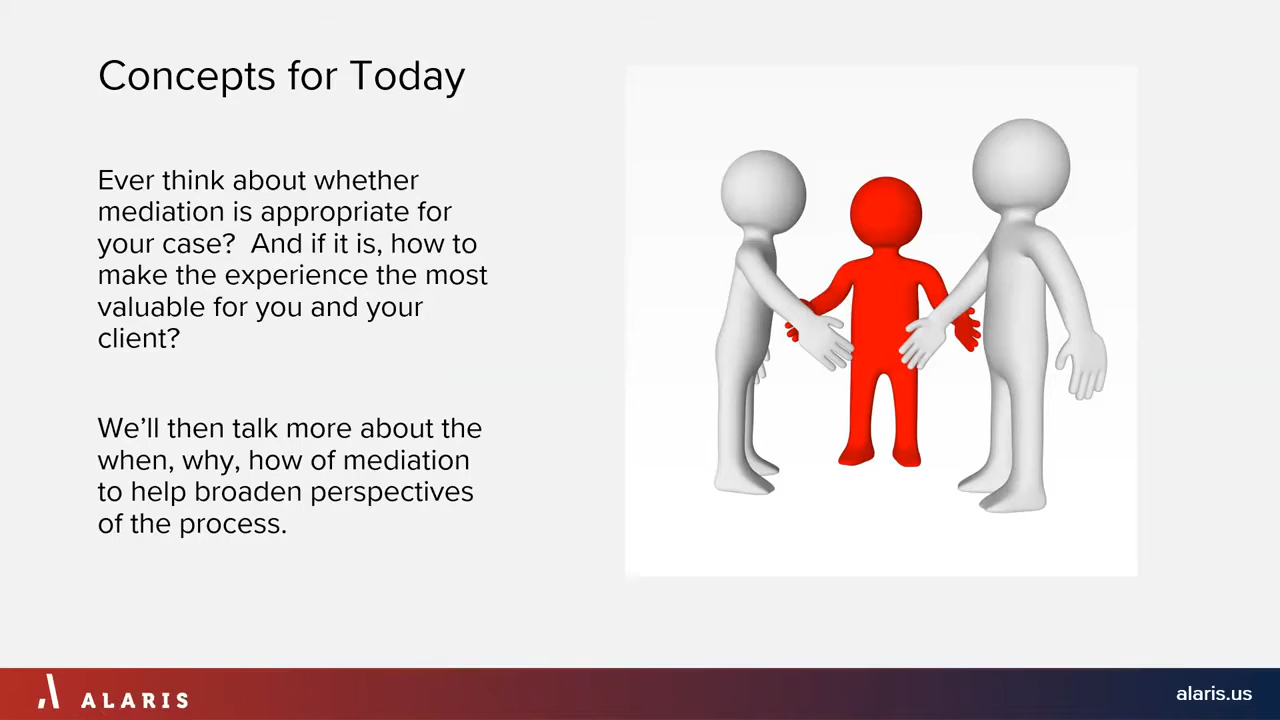 Concepts for Today
Ever think about whether
mediation is appropriate for
your case?  And if it is, how to
make the experience the most
valuable for you and your
client?
We’ll then talk more about the
when, why, how of mediation
to help broaden perspectives
of the process.
ALARIS
alaris.us